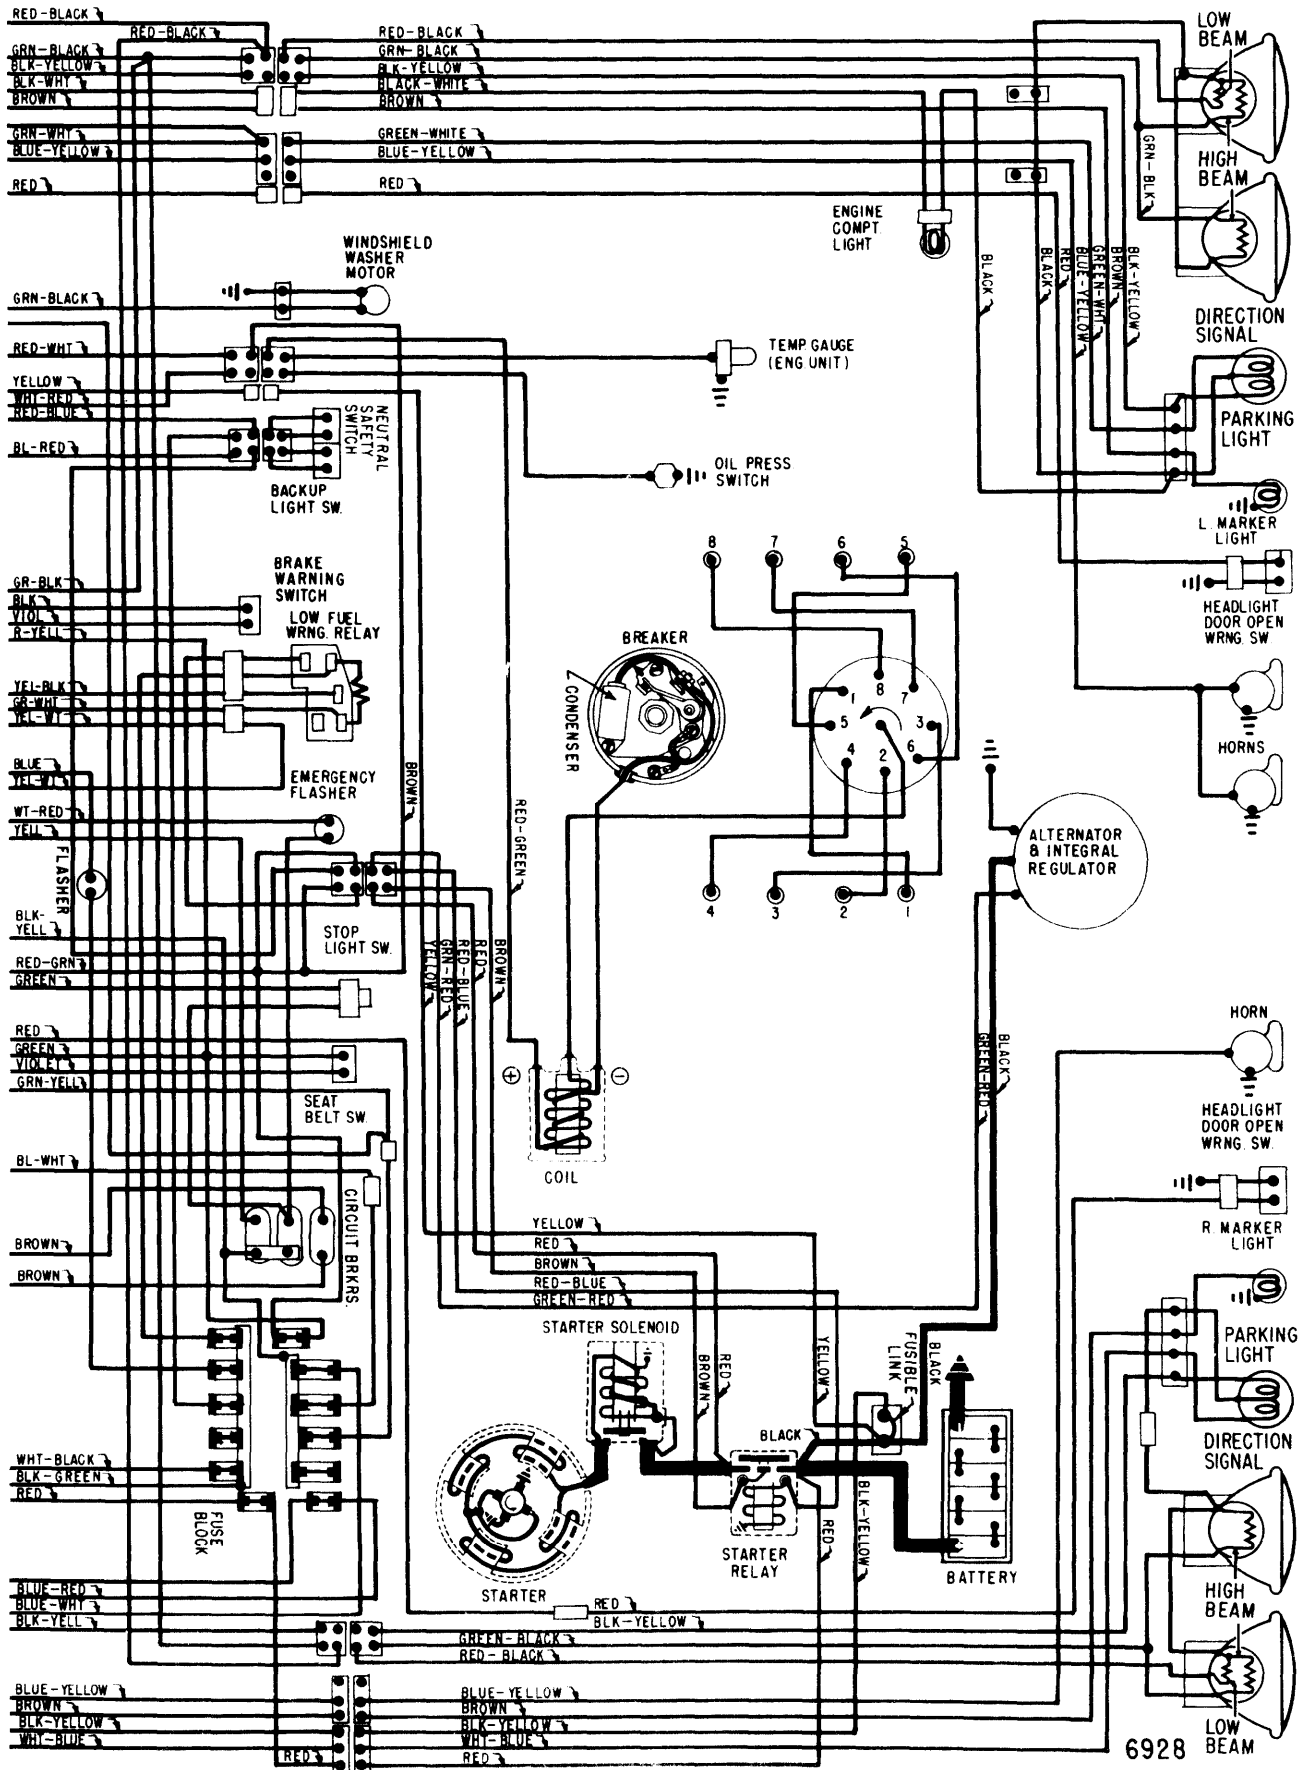 RED-BLACK
RED-BLACK
GRN-BLACK
BLK-YELLOW
BLK-WHT
BROWN
GRN-WHT
BLUE-YELLOW
RED
RED-BLACK
GRN-BLACK
BLK-YELLOW
BLACK-WHITE
BROWN
GREEN-WHITE
BLUE-YELLOW
RED
LOW
BEAM
HIGH
BEAM
GRN-BLK
ENGINE
COMPT.
LIGHT
BLACK
BLACK
RED
BLUE-YELLOW
GREEN-WHT
BROWN
BLK-YELLOW
WINDSHIELD
WASHER
MOTOR
GRN-BLACK
DIRECTION
SIGNAL
RED-WHT
YELLOW
WHT-RED
RED-BLUE
BL-RED
TEMP. GAUGE
(ENG. UNIT)
NEUTRAL
SAFETY
SWITCH
BACKUP
LIGHT SW.
OIL PRESS
SWITCH
PARKING
LIGHT
L. MARKER
LIGHT
HEADLIGHT
DOOR OPEN
WRNG. SW
HORNS
BRAKE
WARNING
SWITCH
LOW FUEL
WRNG. RELAY
GR-BLK
BLK
VIOL
R-YELL
YEL-BLK
GR-WHT
YEL-WT
BLUE
YEL-WT
WT-RED
YELL
EMERGENCY
FLASHER
FLASHER
BREAKER
CONDENSER
8 7 6 5
1 8 7
5 3
4 2 6
4 3 2 1
ALTERNATOR
& INTEGRAL
REGULATOR
BROWN
RED-GREEN
BLK-
YELL
RED-GRN
GREEN
STOP
LIGHT SW.
YELLOW
GRN-RED
RED-BLUE
RED
BROWN
RED
GREEN
VIOLET
GRN-YELL
SEAT
BELT SW.
BL-WHT
+ −
COIL
GREEN-RED
BLACK
HORN
HEADLIGHT
DOOR OPEN
WRNG. SW.
R. MARKER
LIGHT
BROWN
BROWN
CIRCUIT BRKRS.
YELLOW
RED
BROWN
RED-BLUE
GREEN-RED
STARTER SOLENOID
BROWN
RED
YELLOW
FUSIBLE
LINK
BLACK
PARKING
LIGHT
DIRECTION
SIGNAL
BLACK
WHT-BLACK
BLK-GREEN
RED
FUSE
BLOCK
STARTER
STARTER
RELAY
RED
BLK-YELLOW
BATTERY
HIGH
BEAM
BLUE-RED
BLUE-WHT
BLK-YELL
RED
BLK-YELLOW
GREEN-BLACK
RED-BLACK
BLUE-YELLOW
BROWN
BLK-YELLOW
WHT-BLUE
RED
BLUE-YELLOW
BROWN
BLK-YELLOW
WHT-BLUE
RED
LOW
BEAM
6928